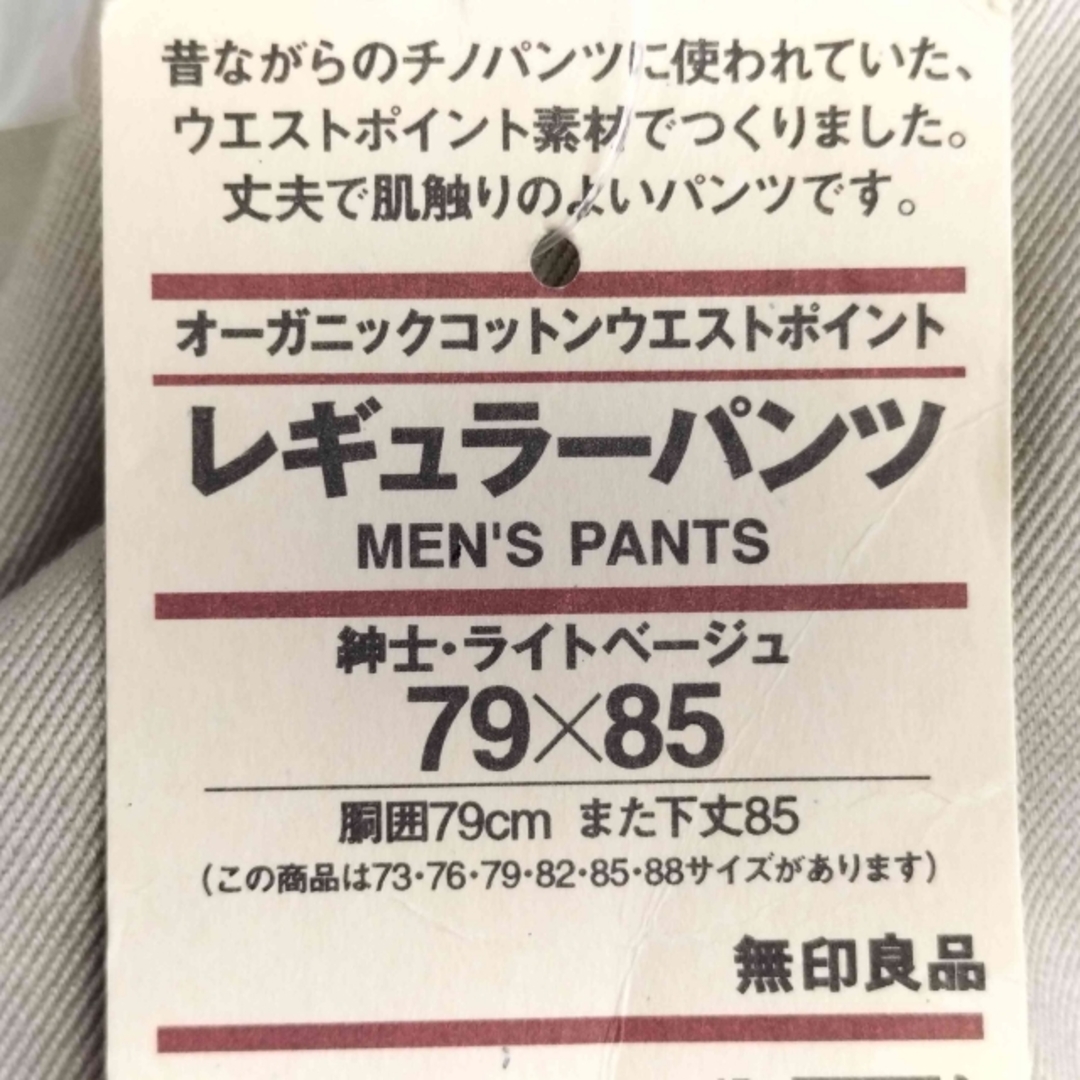 昔ながらのチノパンツに使われていた、
ウエストポイント素材でつくりました。
丈夫で肌触りのよいパンツです。
オーガニックコットンウエストポイント
レギュラーパンツ
MEN'S PANTS
紳士・ライトベージュ
79×85
胴囲79cm また下丈85
（この商品は73・76・79・82・85・88サイズがあります）
無印良品